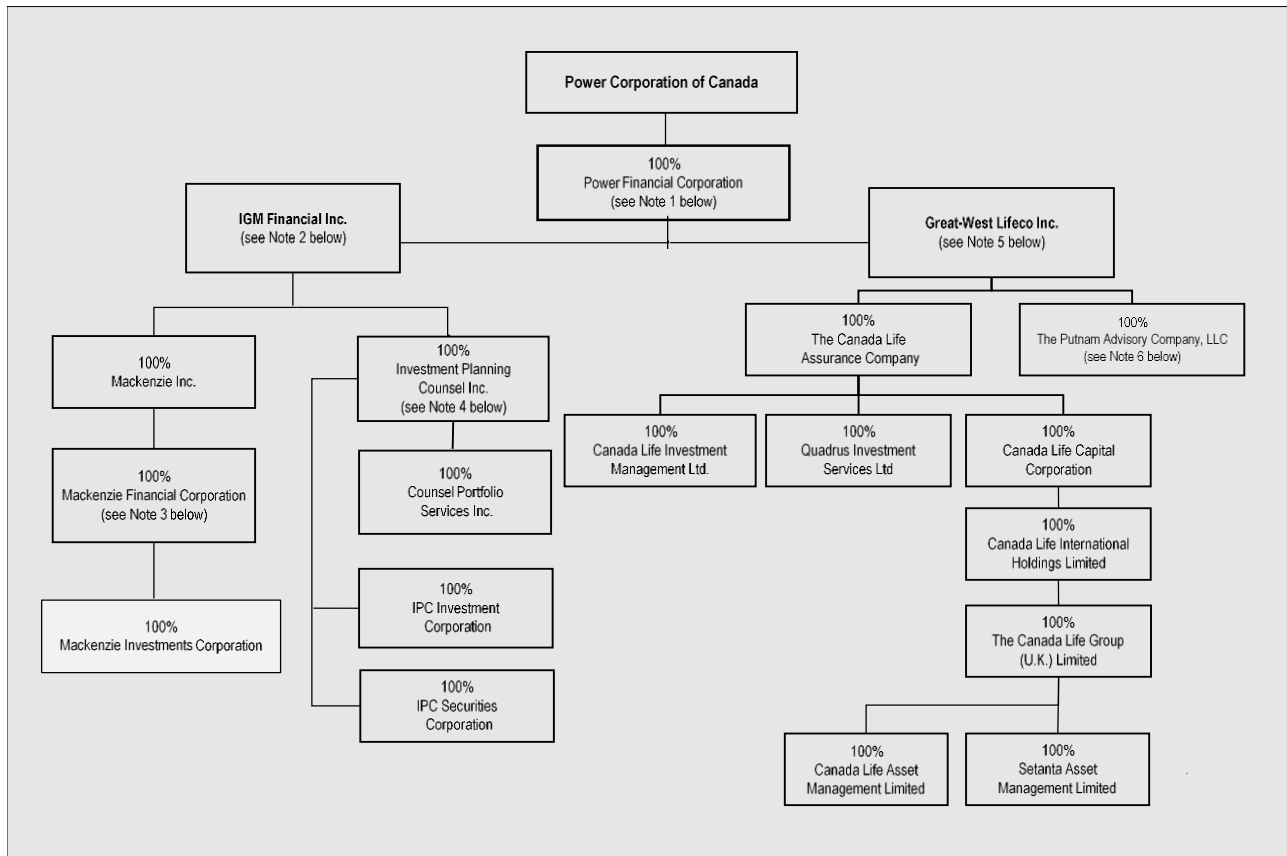 Power Corporation of Canada
100%
Power Financial Corporation
(see Note 1 below)
IGM Financial Inc.
(see Note 2 below)
Great-West Lifeco Inc.
(see Note 5 below)
100%
Mackenzie Inc.
100%
Investment Planning
Counsel Inc.
(see Note 4 below)
100%
The Canada Life
Assurance Company
100%
The Putnam Advisory Company, LLC
(see Note 6 below)
100%
Mackenzie Financial Corporation
(see Note 3 below)
100%
Counsel Portfolio
Services Inc.
100%
Canada Life Investment
Management Ltd.
100%
Quadrus Investment
Services Ltd
100%
Canada Life Capital
Corporation
100%
Canada Life International
Holdings Limited
100%
Mackenzie Investments Corporation
100%
IPC Investment
Corporation
100%
The Canada Life Group
(U.K.) Limited
100%
IPC Securities
Corporation
100%
Canada Life Asset
Management Limited
100%
Setanta Asset
Management Limited